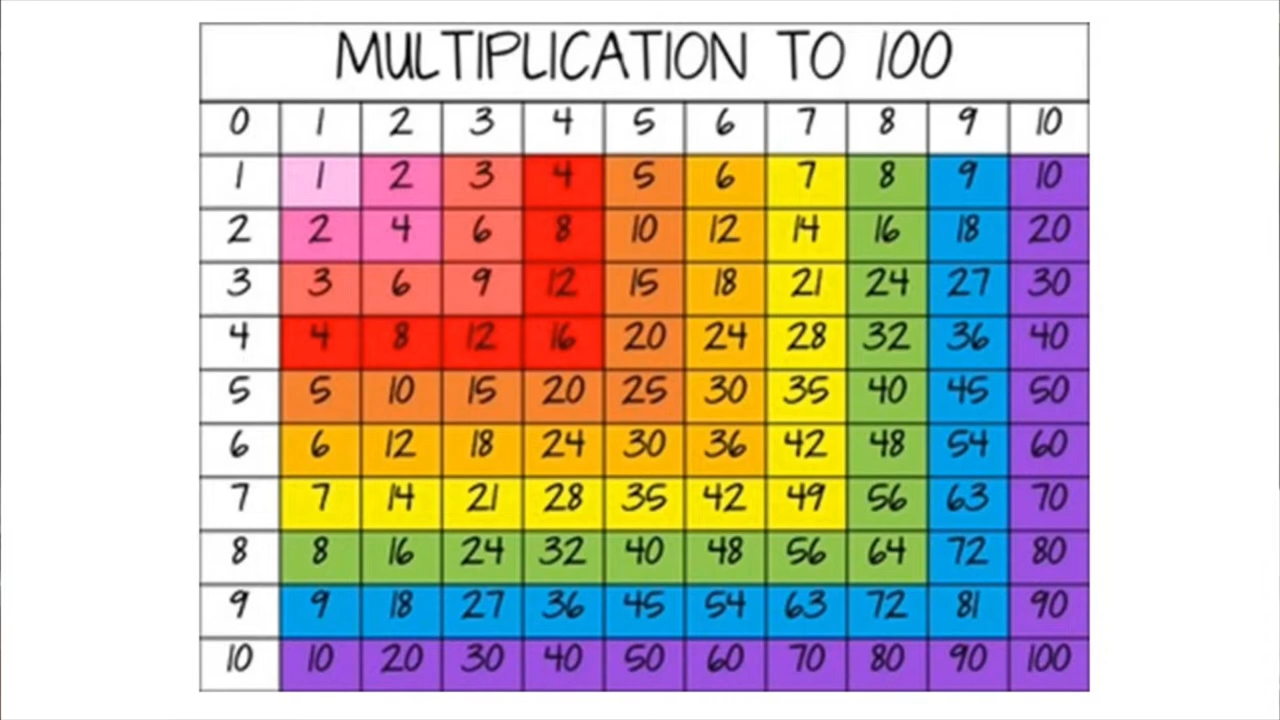 MULTIPLICATION TO 100
0 1 2 3 4 5 6 7 8 9 10
1 1 2 3 4 5 6 7 8 9 10
2 2 4 6 8 10 12 14 16 18 20
3 3 6 9 12 15 18 21 24 27 30
4 4 8 12 16 20 24 28 32 36 40
5 5 10 15 20 25 30 35 40 45 50
6 6 12 18 24 30 36 42 48 54 60
7 7 14 21 28 35 42 49 56 63 70
8 8 16 24 32 40 48 56 64 72 80
9 9 18 27 36 45 54 63 72 81 90
10 10 20 30 40 50 60 70 80 90 100